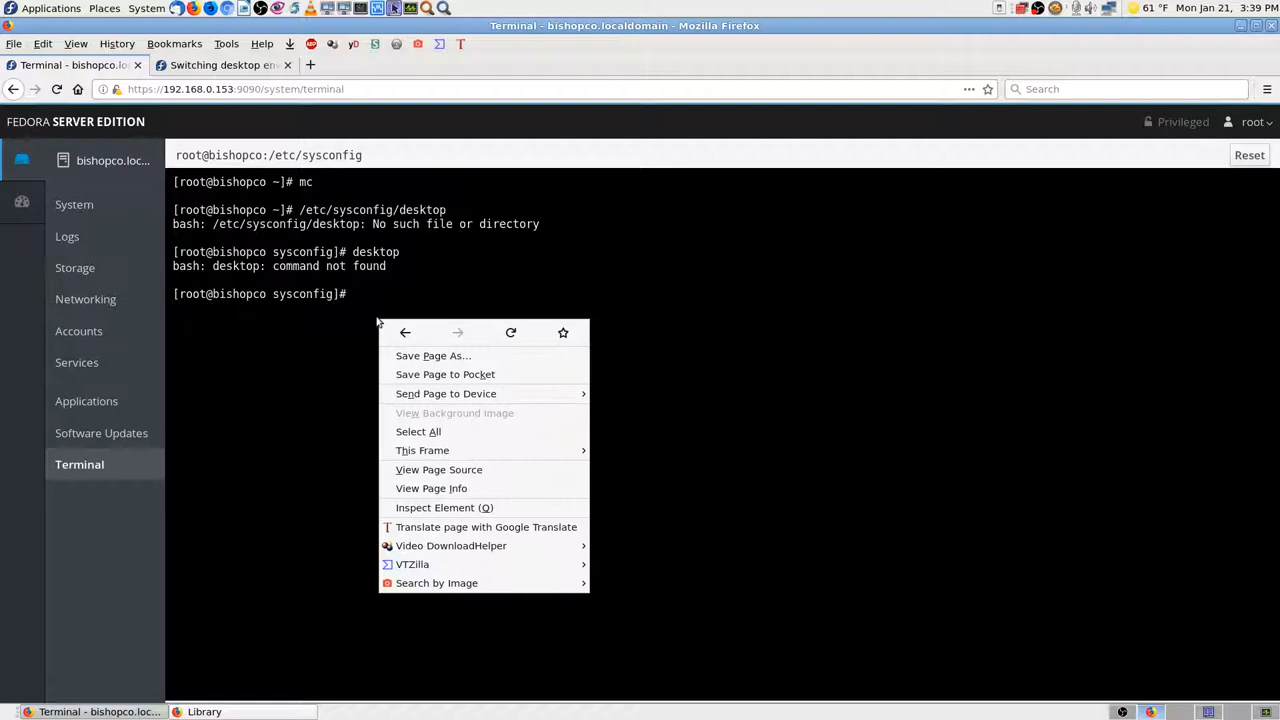 Applications Places System 61 °F Mon Jan 21, 3:39 PM
Terminal - bishopco.localdomain - Mozilla Firefox
File Edit View History Bookmarks Tools Help yD S T
Terminal - bishopco.lo Switching desktop en
https://192.168.0.153:9090/system/terminal Search
FEDORA SERVER EDITION Privileged root
bishopco.loc... root@bishopco:/etc/sysconfig Reset
System
Logs
Storage
Networking
Accounts
Services
Applications
Software Updates
Terminal
[root@bishopco ~]# mc
[root@bishopco ~]# /etc/sysconfig/desktop
bash: /etc/sysconfig/desktop: No such file or directory
[root@bishopco sysconfig]# desktop
bash: desktop: command not found
[root@bishopco sysconfig]#
Save Page As...
Save Page to Pocket
Send Page to Device
View Background Image
Select All
This Frame
View Page Source
View Page Info
Inspect Element (Q)
T Translate page with Google Translate
Video DownloadHelper
VTZilla
Search by Image
Terminal - bishopco.loc... Library